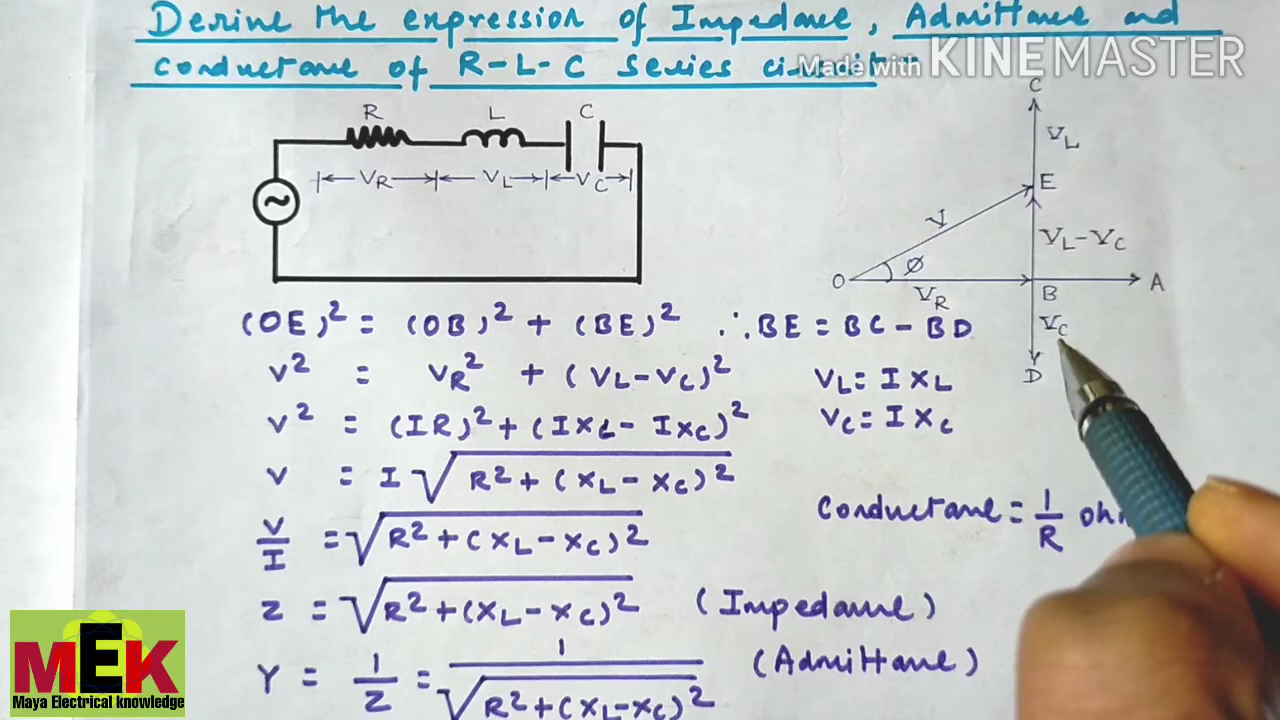 Derive the expression of Impedance, Admittance and
conductance of R-L-C series circuit
Made with KINEMASTER
R L C
VR VL VC
C
VL
E
V
VL-VC
O ø VR B A
VC
D
(OE)² = (OB)² + (BE)² ∴ BE = BC - BD
V² = VR² + (VL-VC)² VL = IXL
V² = (IR)² + (IXL - IXC)² VC = IXC
V = I√R² + (XL - XC)²
Conductance = 1/R
V/I = √R² + (XL - XC)²
Z = √R² + (XL - XC)² (Impedance)
Y = 1/Z = 1/√R² + (XL-XC)² (Admittance)
MEK
Maya Electrical knowledge